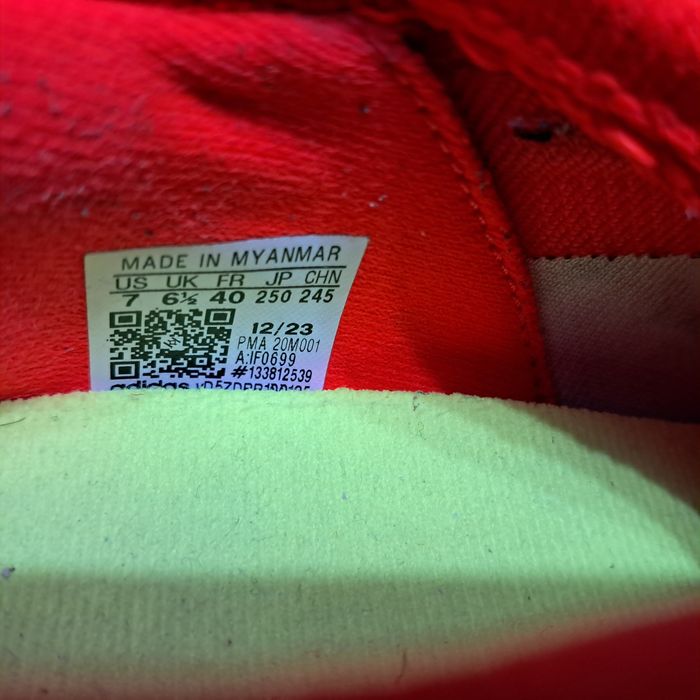 MADE IN MYANMAR
US UK FR JP CHN
7 6½ 40 250 245
12/23
PMA 20M001
A:IF0699
#133812539
adidas